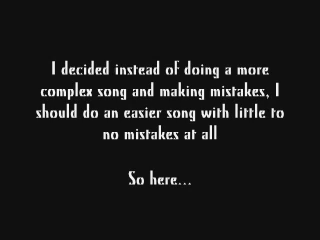 I decided instead of doing a more
complex song and making mistakes, I
should do an easier song with little to
no mistakes at all
So here...